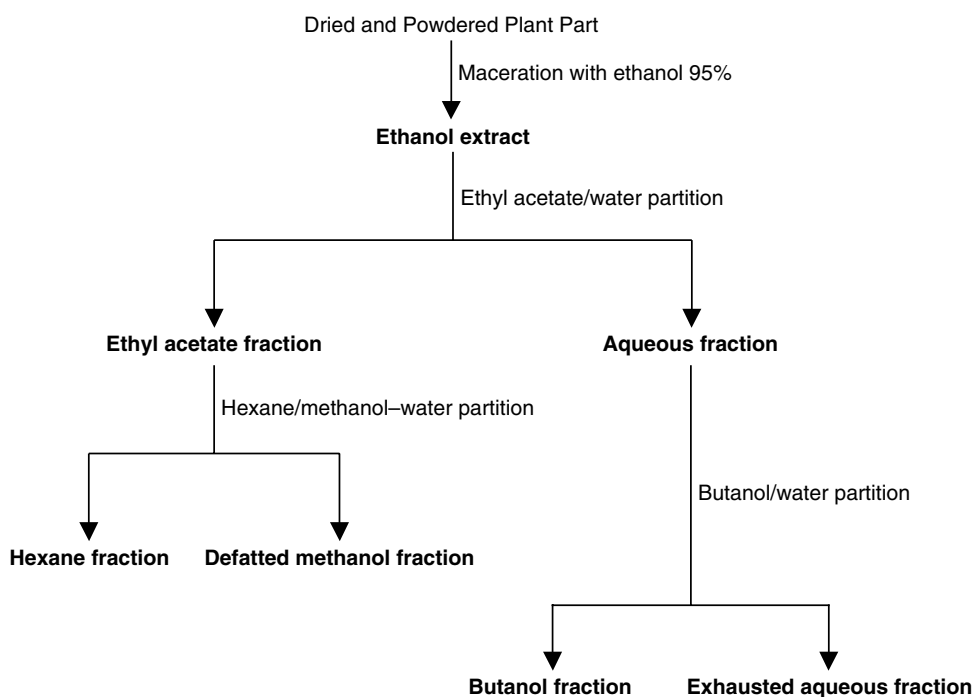 Dried and Powdered Plant Part
Maceration with ethanol 95%
Ethanol extract
Ethyl acetate/water partition
Ethyl acetate fraction
Aqueous fraction
Hexane/methanol–water partition
Butanol/water partition
Hexane fraction
Defatted methanol fraction
Butanol fraction
Exhausted aqueous fraction